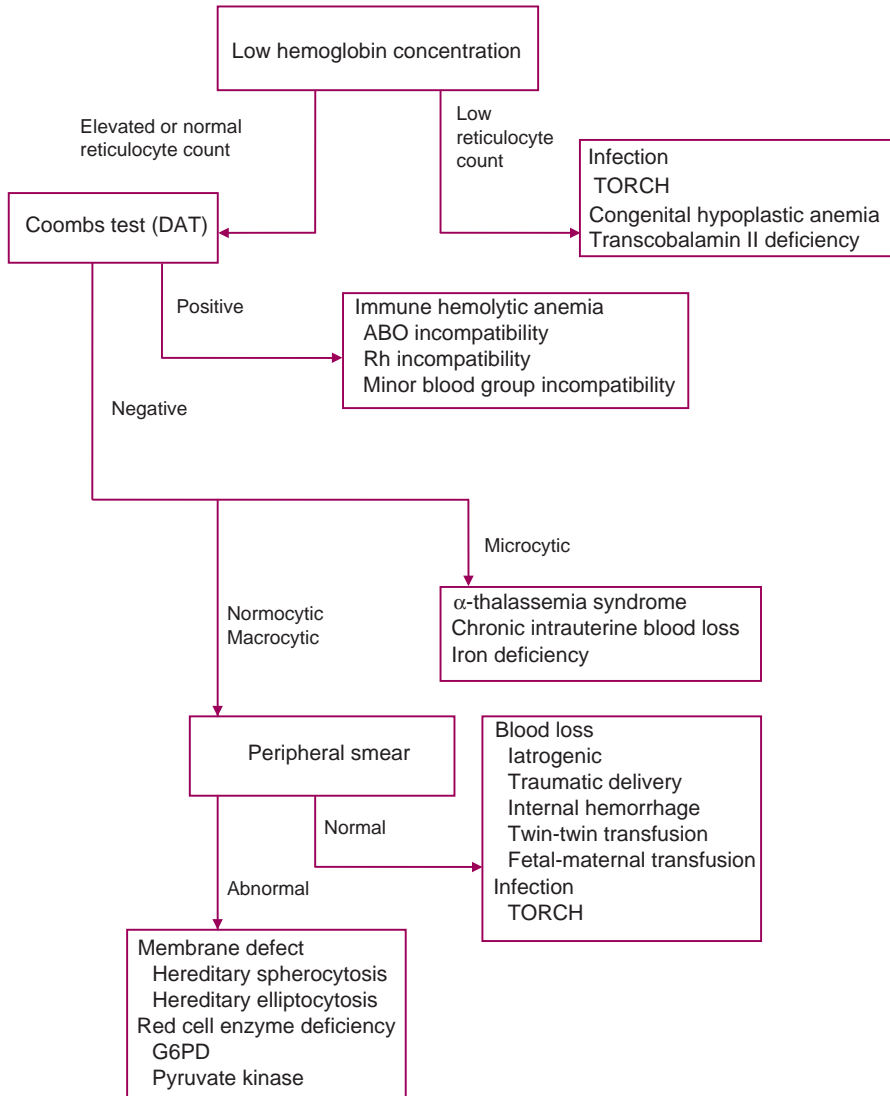 Low hemoglobin concentration
Elevated or normal
reticulocyte count
Low
reticulocyte
count
Infection
TORCH
Congenital hypoplastic anemia
Transcobalamin II deficiency
Coombs test (DAT)
Positive
Immune hemolytic anemia
ABO incompatibility
Rh incompatibility
Minor blood group incompatibility
Negative
Microcytic
α-thalassemia syndrome
Chronic intrauterine blood loss
Iron deficiency
Normocytic
Macrocytic
Peripheral smear
Normal
Blood loss
Iatrogenic
Traumatic delivery
Internal hemorrhage
Twin-twin transfusion
Fetal-maternal transfusion
Infection
TORCH
Abnormal
Membrane defect
Hereditary spherocytosis
Hereditary elliptocytosis
Red cell enzyme deficiency
G6PD
Pyruvate kinase